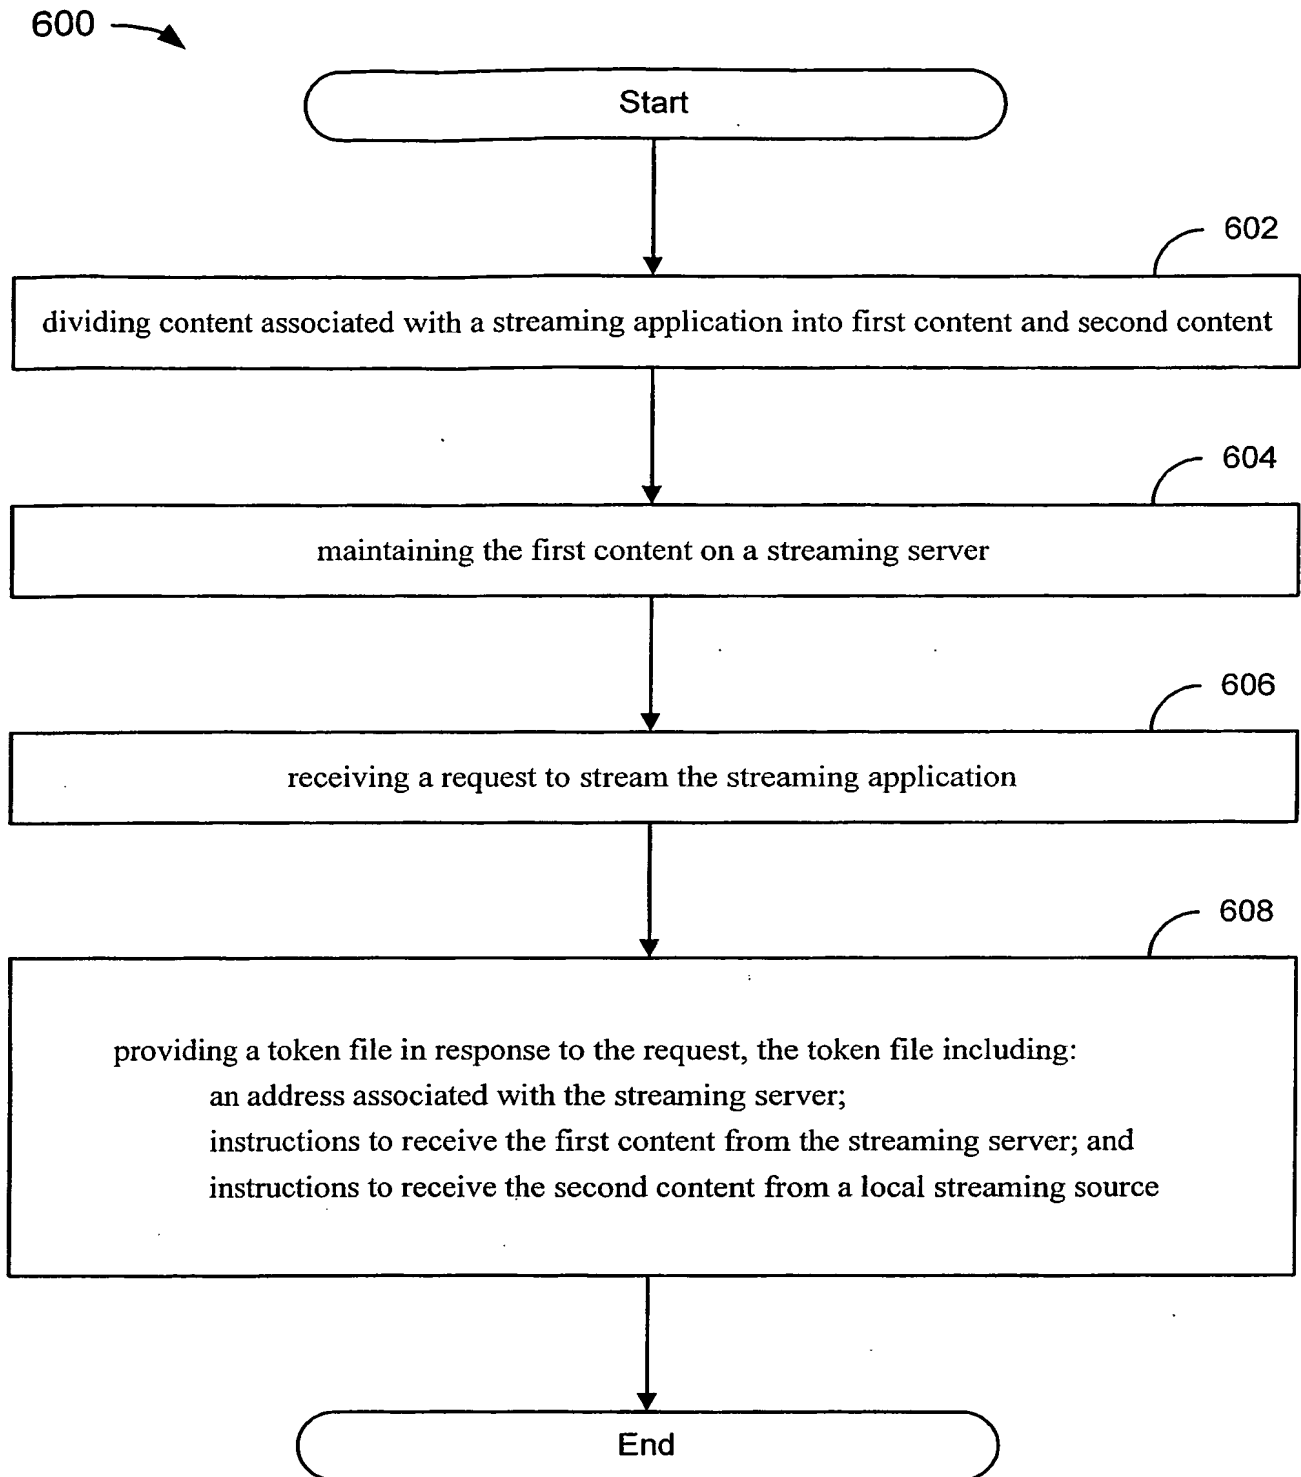 600
Start
602
dividing content associated with a streaming application into first content and second content
604
maintaining the first content on a streaming server
606
receiving a request to stream the streaming application
608
providing a token file in response to the request, the token file including:
an address associated with the streaming server;
instructions to receive the first content from the streaming server; and
instructions to receive the second content from a local streaming source
End